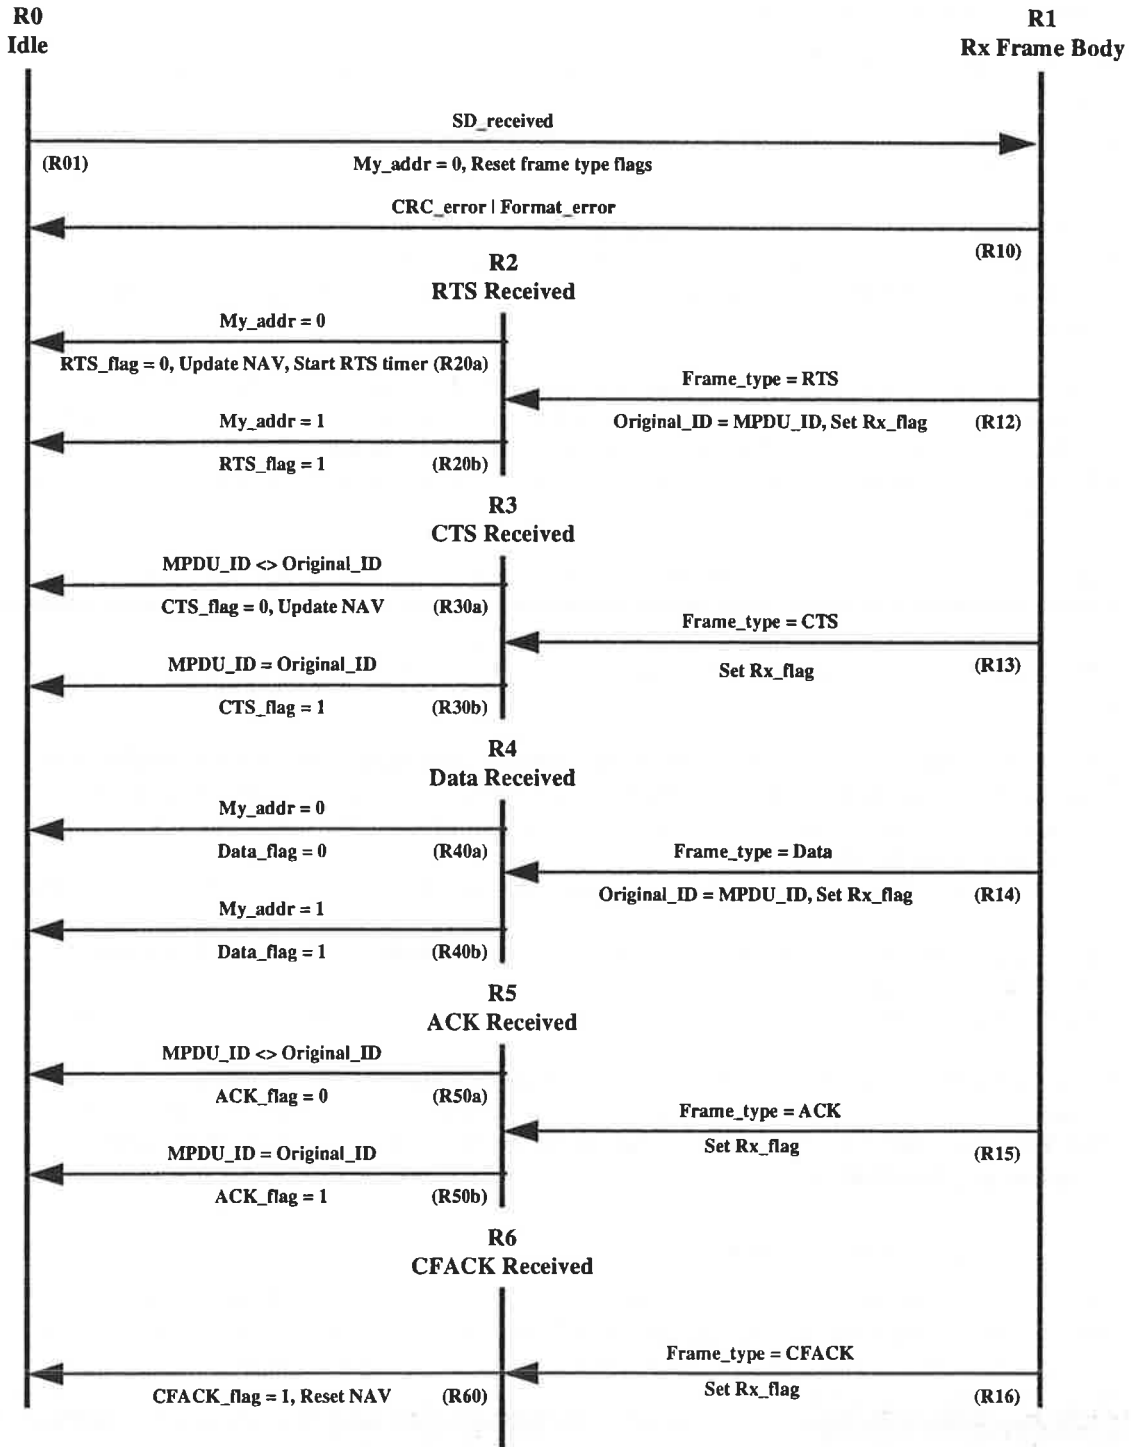 R0
Idle
R1
Rx Frame Body
SD_received
(R01)
My_addr = 0, Reset frame type flags
CRC_error | Format_error
(R10)
R2
RTS Received
My_addr = 0
RTS_flag = 0, Update NAV, Start RTS timer (R20a)
Frame_type = RTS
Original_ID = MPDU_ID, Set Rx_flag
(R12)
My_addr = 1
RTS_flag = 1
(R20b)
R3
CTS Received
MPDU_ID <> Original_ID
CTS_flag = 0, Update NAV
(R30a)
Frame_type = CTS
Set Rx_flag
(R13)
MPDU_ID = Original_ID
CTS_flag = 1
(R30b)
R4
Data Received
My_addr = 0
Data_flag = 0
(R40a)
Frame_type = Data
Original_ID = MPDU_ID, Set Rx_flag
(R14)
My_addr = 1
Data_flag = 1
(R40b)
R5
ACK Received
MPDU_ID <> Original_ID
ACK_flag = 0
(R50a)
Frame_type = ACK
Set Rx_flag
(R15)
MPDU_ID = Original_ID
ACK_flag = 1
(R50b)
R6
CFACK Received
Frame_type = CFACK
Set Rx_flag
(R16)
CFACK_flag = 1, Reset NAV
(R60)